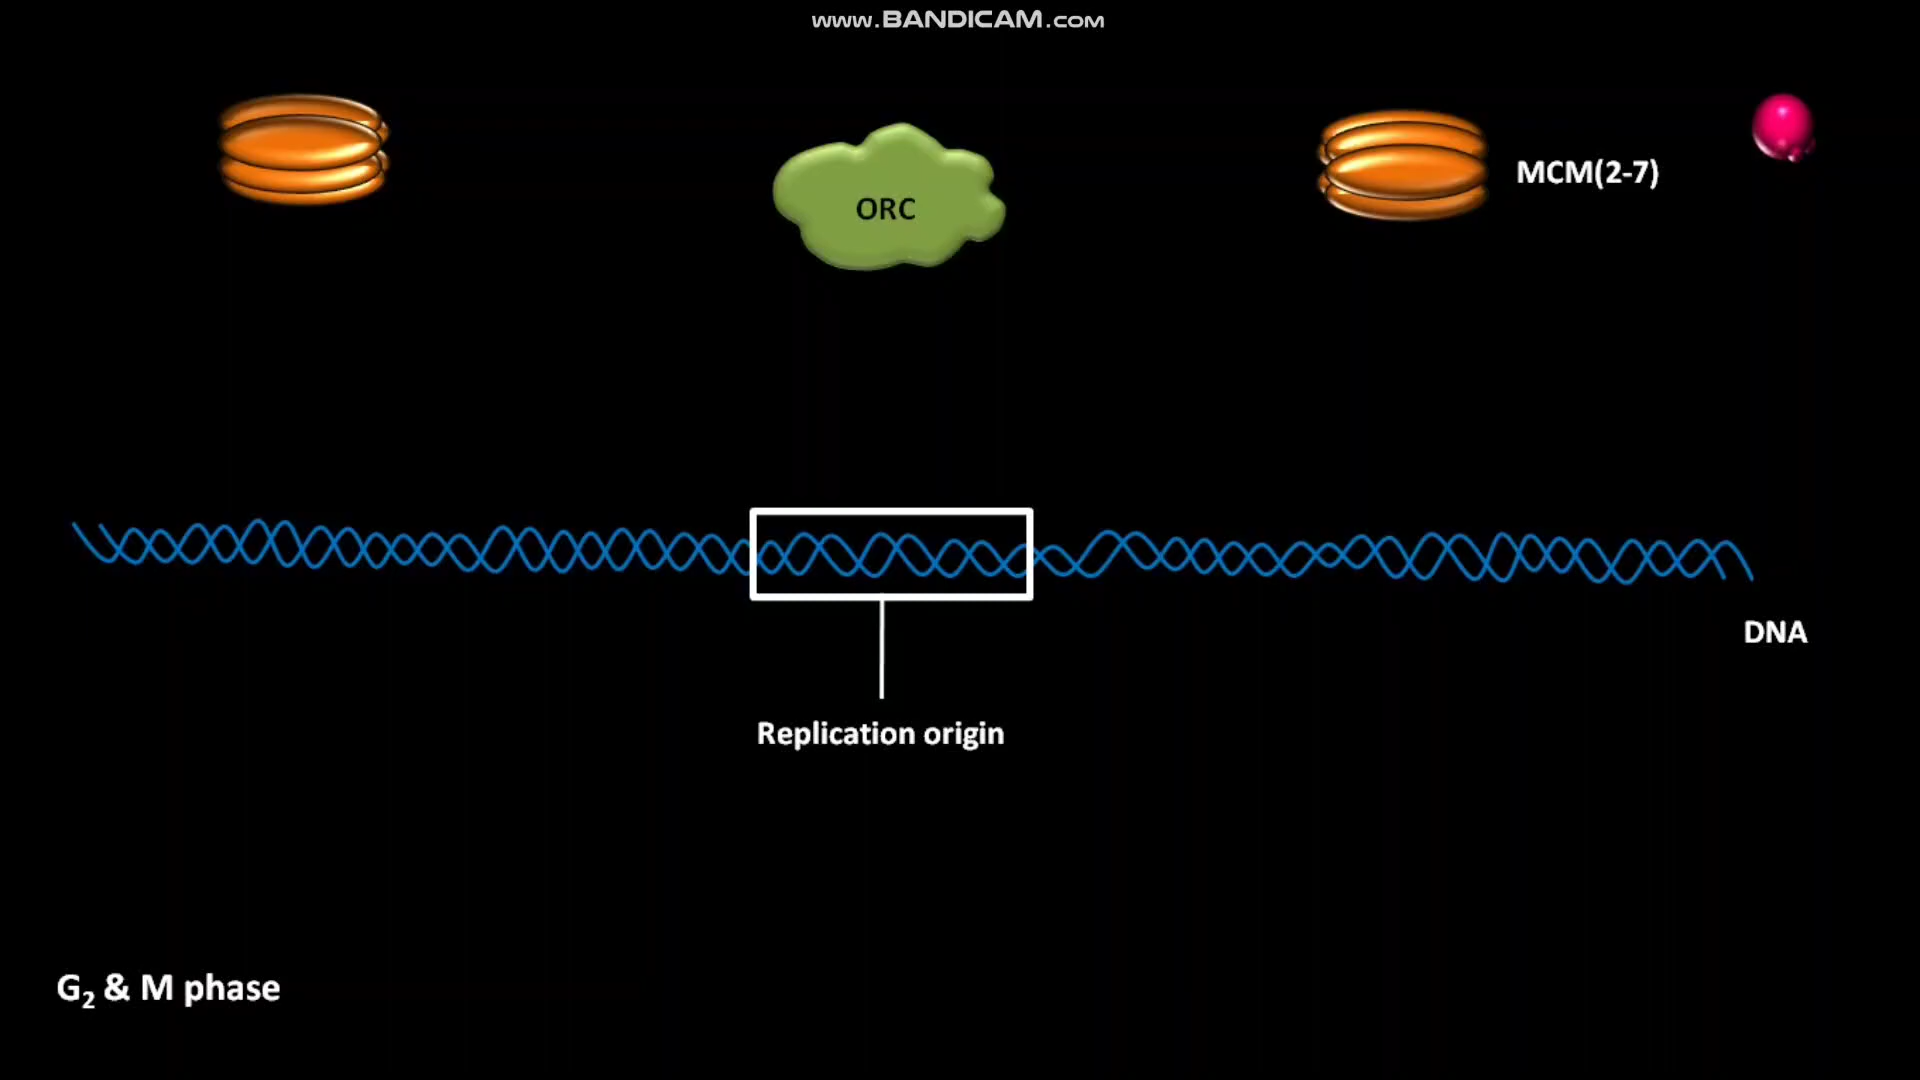 www.BANDICAM.com
ORC
MCM(2-7)
DNA
Replication origin
G₂ & M phase